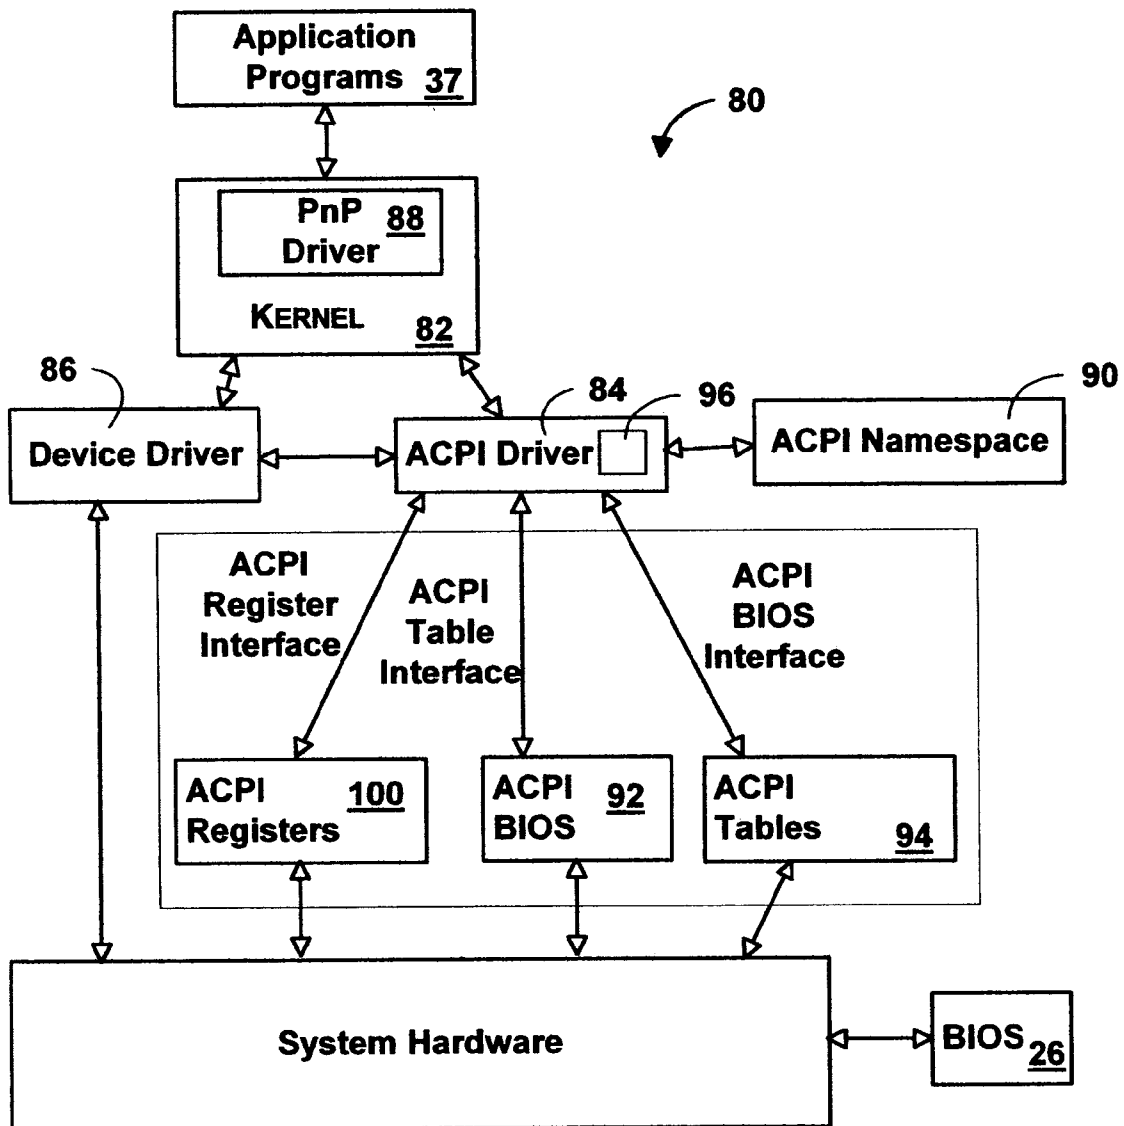 Application
Programs 37
80
PnP 88
Driver
KERNEL 82
86
84
96
90
Device Driver
ACPI Driver
ACPI Namespace
ACPI
Register
Interface
ACPI
Table
Interface
ACPI
BIOS
Interface
ACPI 100
Registers
ACPI 92
BIOS
ACPI
Tables 94
System Hardware
BIOS 26